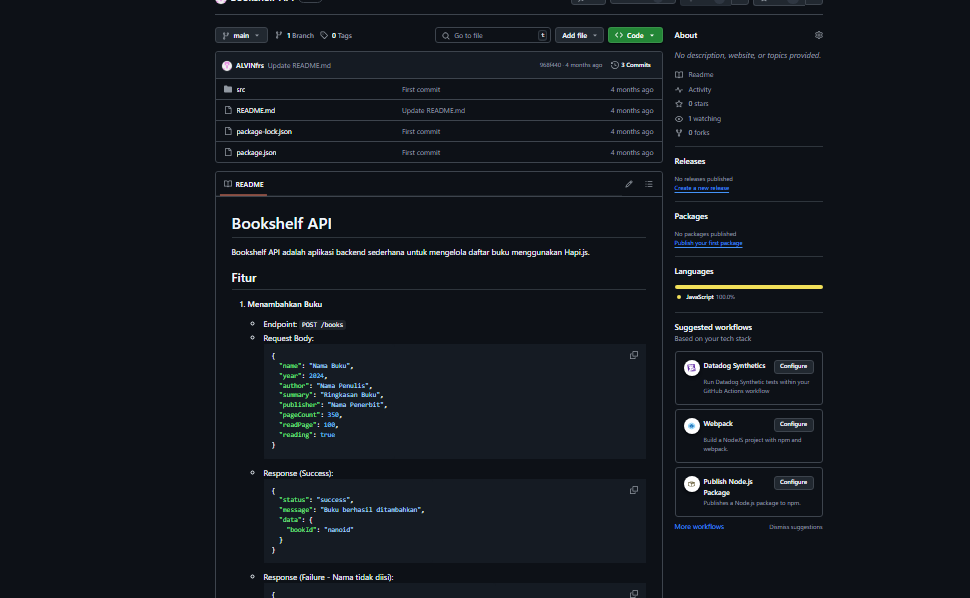 main
1 Branch
0 Tags
Go to file
t
Add file
Code
About
No description, website, or topics provided.
ALVINfrs Update README.md
968f440 · 4 months ago
3 Commits
Readme
Activity
0 stars
1 watching
0 forks
src First commit 4 months ago
README.md Update README.md 4 months ago
package-lock.json First commit 4 months ago
package.json First commit 4 months ago
Releases
No releases published
Create a new release
README
Packages
No packages published
Publish your first package
Bookshelf API
Bookshelf API adalah aplikasi backend sederhana untuk mengelola daftar buku menggunakan Hapi.js.
Fitur
Languages
JavaScript 100.0%
1. Menambahkan Buku
Endpoint: POST /books
Request Body:
{
"name": "Nama Buku",
"year": 2024,
"author": "Nama Penulis",
"summary": "Ringkasan Buku",
"publisher": "Nama Penerbit",
"pageCount": 350,
"readPage": 100,
"reading": true
}
Response (Success):
{
"status": "success",
"message": "Buku berhasil ditambahkan",
"data": {
"bookId": "nanoid"
}
}
Response (Failure - Nama tidak diisi):
{
Suggested workflows
Based on your tech stack
Datadog Synthetics
Configure
Run Datadog Synthetic tests within your
GitHub Actions workflow
Webpack
Configure
Build a NodeJS project with npm and
webpack.
Publish Node.js
Package
Configure
Publishes a Node.js package to npm.
More workflows
Dismiss suggestions